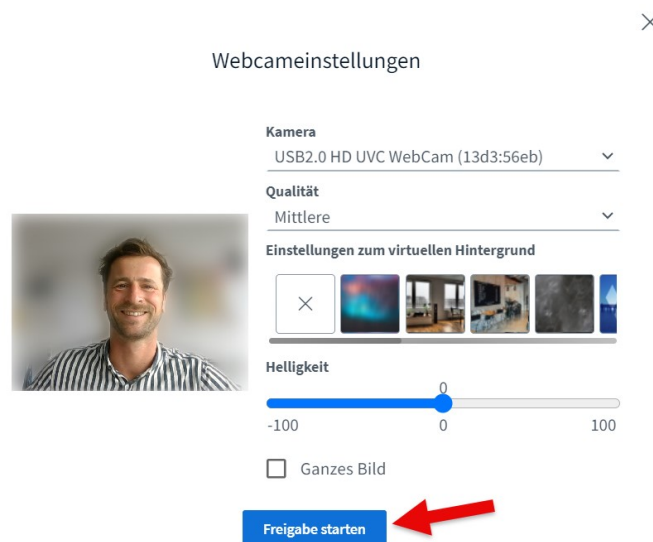 Webcameinstellungen
Kamera
USB2.0 HD UVC WebCam (13d3:56eb)
Qualität
Mittlere
Einstellungen zum virtuellen Hintergrund
Helligkeit
0
-100 0 100
Ganzes Bild
Freigabe starten